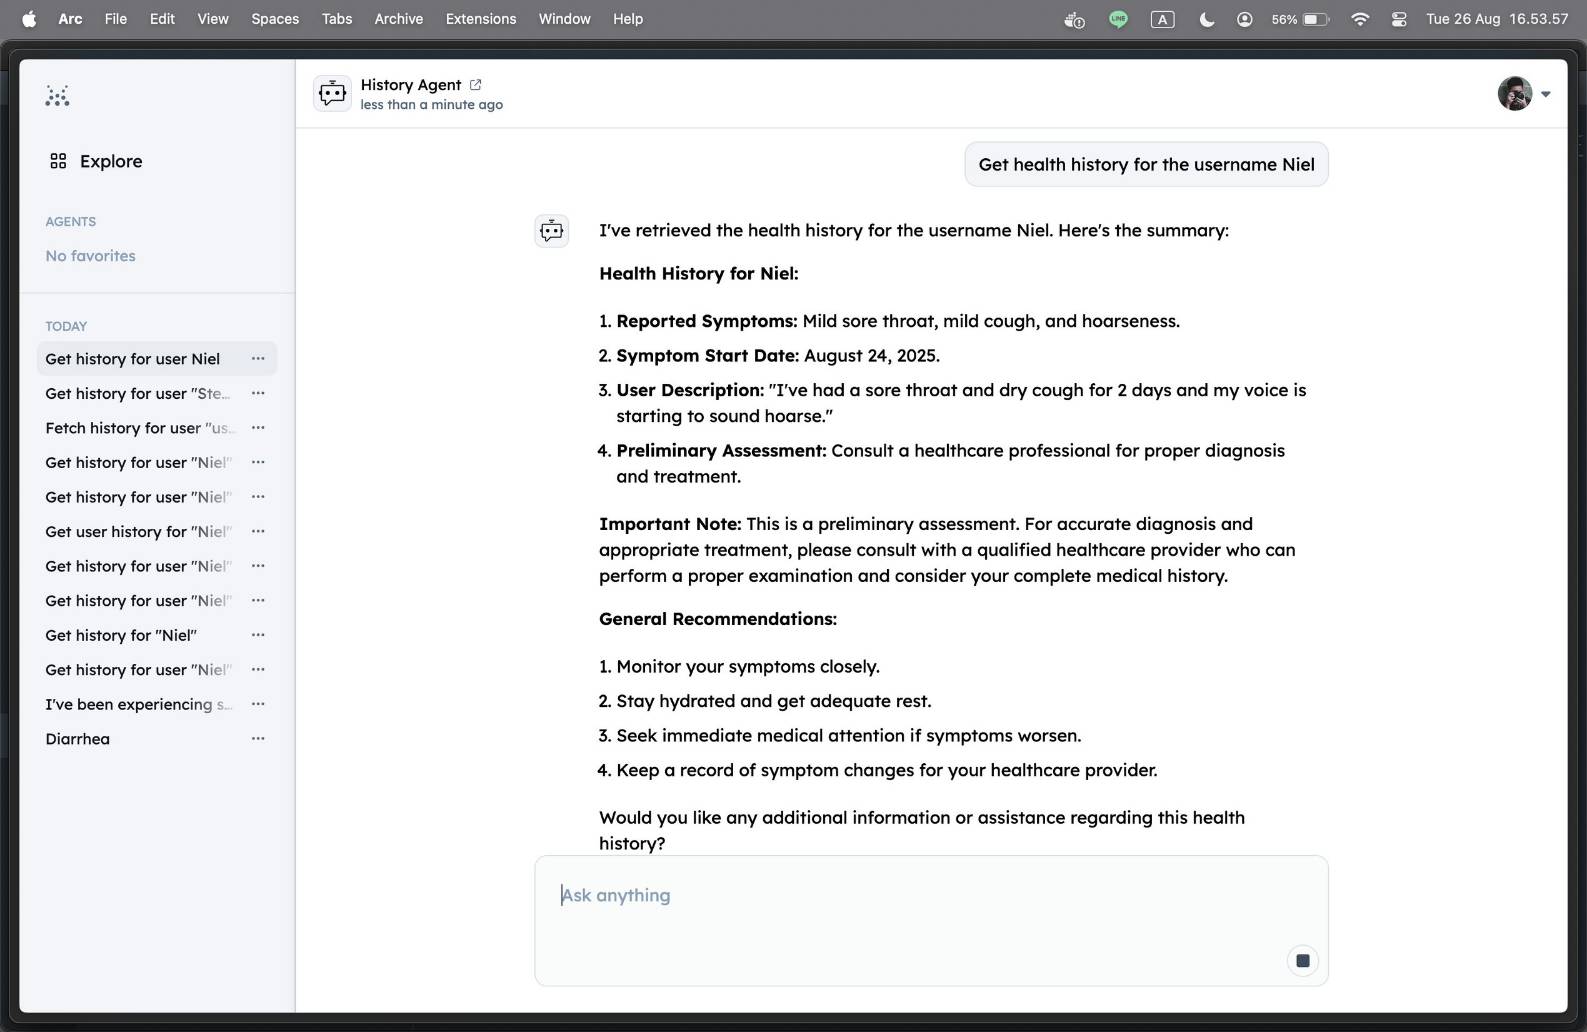 Arc File Edit View Spaces Tabs Archive Extensions Window Help LINE A 56% Tue 26 Aug 16.53.57
History Agent
less than a minute ago
Explore
AGENTS
No favorites
TODAY
Get history for user Niel
Get history for user "Ste...
Fetch history for user "us...
Get history for user "Niel"
Get history for user "Niel"
Get user history for "Niel"
Get history for user "Niel"
Get history for user "Niel"
Get history for "Niel"
Get history for user "Niel"
I've been experiencing s...
Diarrhea
Get health history for the username Niel
I've retrieved the health history for the username Niel. Here's the summary:
Health History for Niel:
1. Reported Symptoms: Mild sore throat, mild cough, and hoarseness.
2. Symptom Start Date: August 24, 2025.
3. User Description: "I've had a sore throat and dry cough for 2 days and my voice is
starting to sound hoarse."
4. Preliminary Assessment: Consult a healthcare professional for proper diagnosis
and treatment.
Important Note: This is a preliminary assessment. For accurate diagnosis and
appropriate treatment, please consult with a qualified healthcare provider who can
perform a proper examination and consider your complete medical history.
General Recommendations:
1. Monitor your symptoms closely.
2. Stay hydrated and get adequate rest.
3. Seek immediate medical attention if symptoms worsen.
4. Keep a record of symptom changes for your healthcare provider.
Would you like any additional information or assistance regarding this health
history?
Ask anything